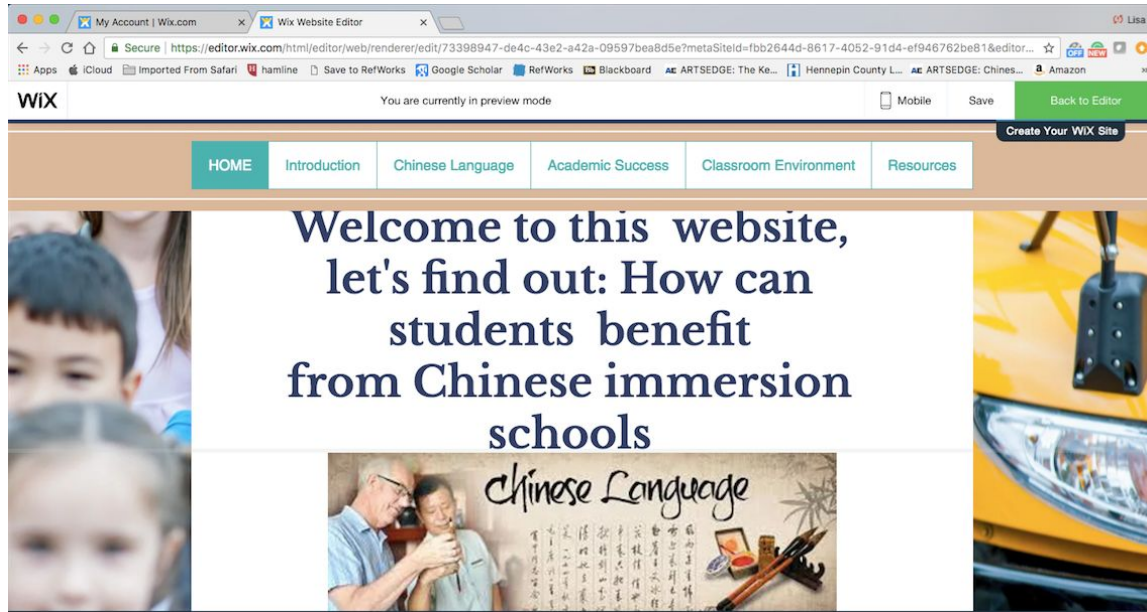 My Account | Wix.com
Wix Website Editor
Lisa
Secure | https://editor.wix.com/html/editor/web/renderer/edit/73398947-de4c-43e2-a42a-09597bea8d5e?metaSiteId=fbb2644d-8617-4052-91d4-ef946762be81&editor...
OFF NEW
Apps iCloud Imported From Safari hamline Save to RefWorks Google Scholar RefWorks Blackboard AE ARTSEDGE: The Ke... Hennepin County L... AE ARTSEDGE: Chines... Amazon
WiX You are currently in preview mode Mobile Save Back to Editor
Create Your WiX Site
HOME Introduction Chinese Language Academic Success Classroom Environment Resources
Welcome to this website,
let's find out: How can
students benefit
from Chinese immersion
schools
Chinese Language